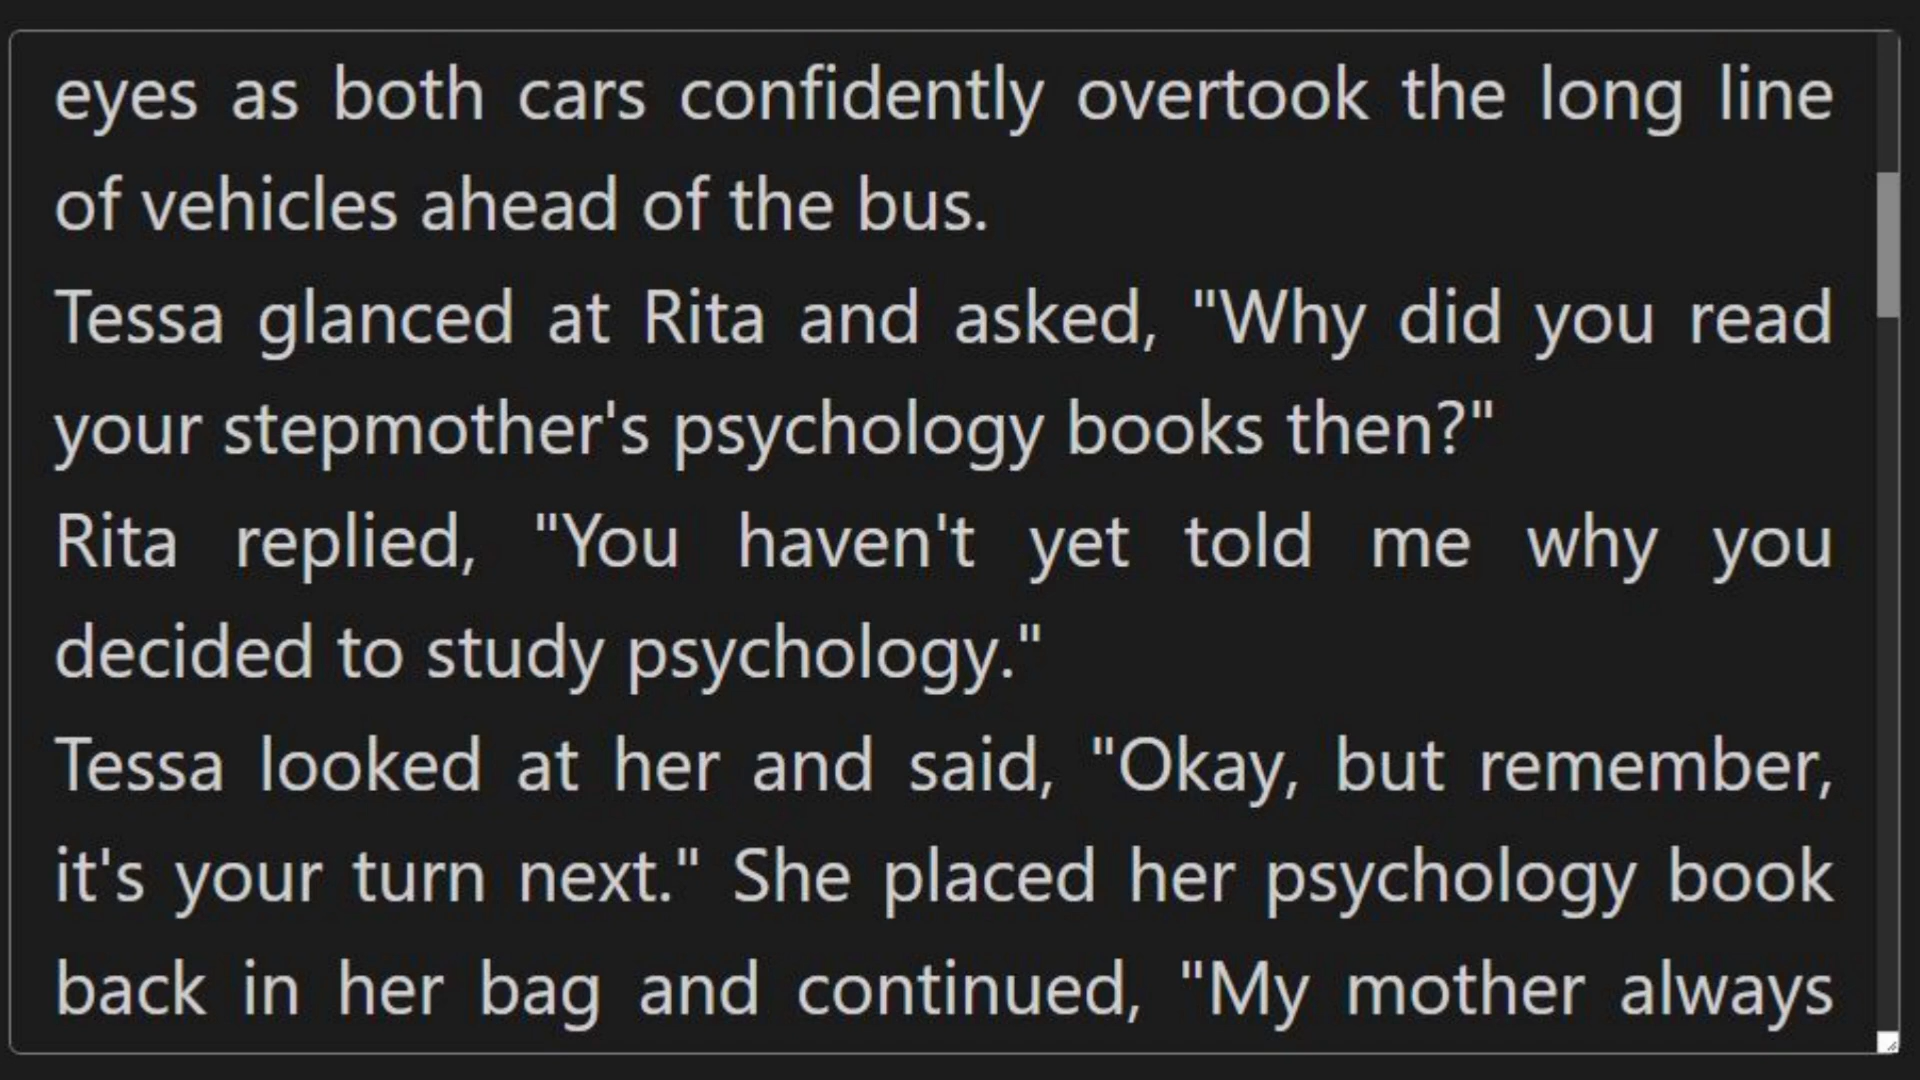 eyes as both cars confidently overtook the long line
of vehicles ahead of the bus.
Tessa glanced at Rita and asked, "Why did you read
your stepmother's psychology books then?"
Rita replied, "You haven't yet told me why you
decided to study psychology."
Tessa looked at her and said, "Okay, but remember,
it's your turn next." She placed her psychology book
back in her bag and continued, "My mother always